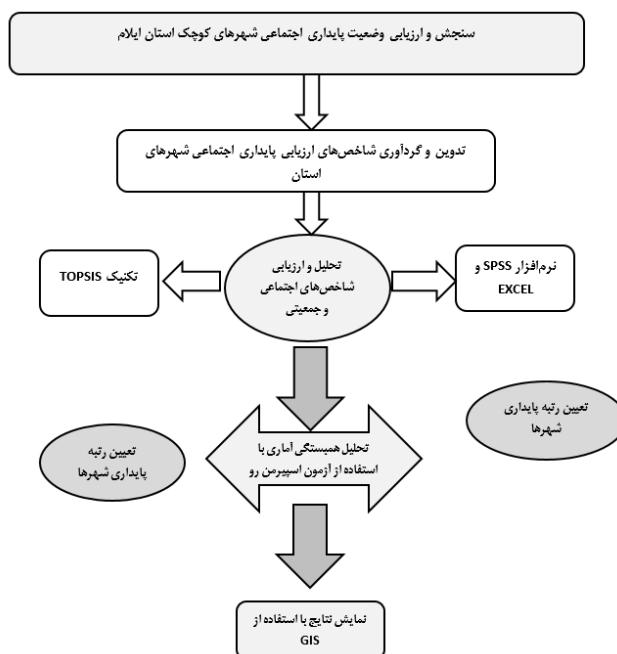 سنجش و ارزیابی وضعیت پایداری اجتماعی شهرهای کوچک استان ایلام
تدوین و گردآوری شاخص‌های ارزیابی پایداری اجتماعی شهرهای
استان
تحلیل و ارزیابی
شاخص‌های اجتماعی
و جمعیتی
نرم‌افزار SPSS و
EXCEL
تکنیک TOPSIS
تعیین رتبه پایداری
شهرها
تحلیل همبستگی آماری با
استفاده از آزمون اسپیرمن رو
تعیین رتبه
پایداری شهرها
نمایش نتایج با استفاده از
GIS